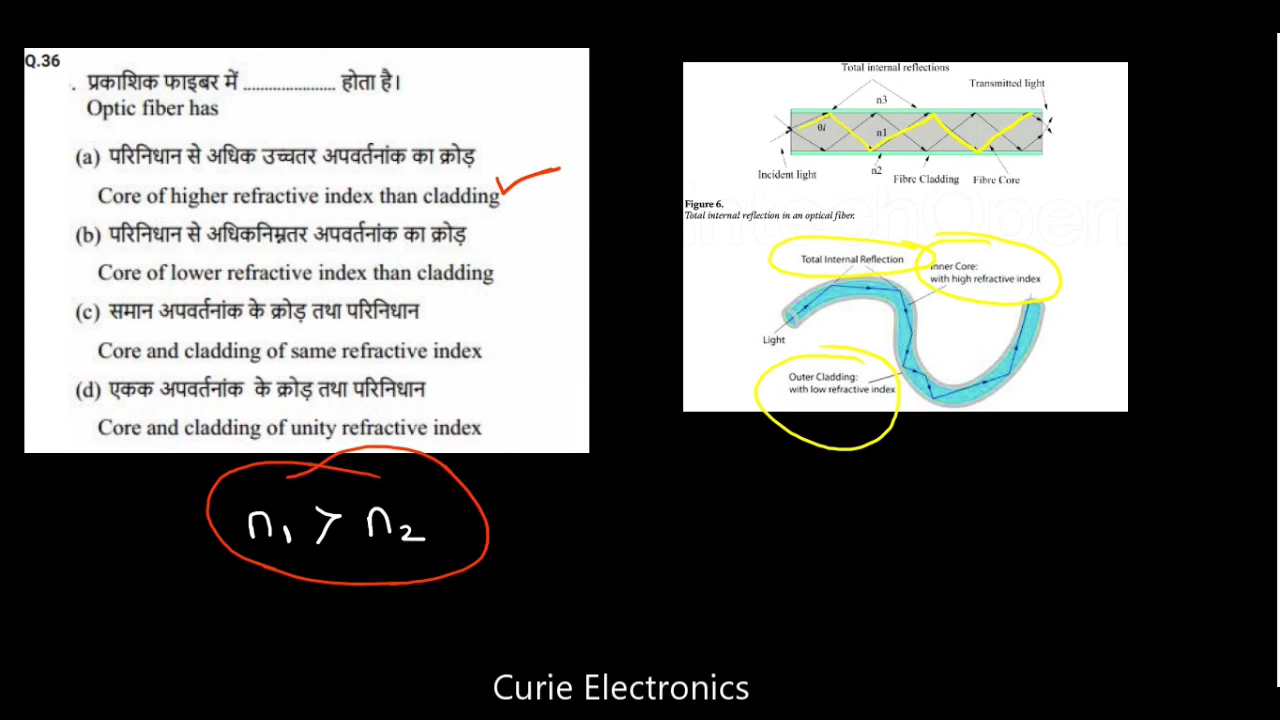 Q.36
. प्रकाशिक फाइबर में ...................... होता है।
Optic fiber has
(a) परिनिधान से अधिक उच्चतर अपवर्तनांक का क्रोड़
Core of higher refractive index than cladding
(b) परिनिधान से अधिकनिम्नतर अपवर्तनांक का क्रोड़
Core of lower refractive index than cladding
(c) समान अपवर्तनांक के क्रोड़ तथा परिनिधान
Core and cladding of same refractive index
(d) एकक अपवर्तनांक के क्रोड़ तथा परिनिधान
Core and cladding of unity refractive index
n1 > n2
Total internal reflections
Transmitted light
n3
θi
n1
Incident light
n2
Fibre Cladding
Fibre Core
Figure 6.
Total internal reflection in an optical fiber.
Total Internal Reflection
Inner Core:
with high refractive index
Light
Outer Cladding:
with low refractive index
Curie Electronics